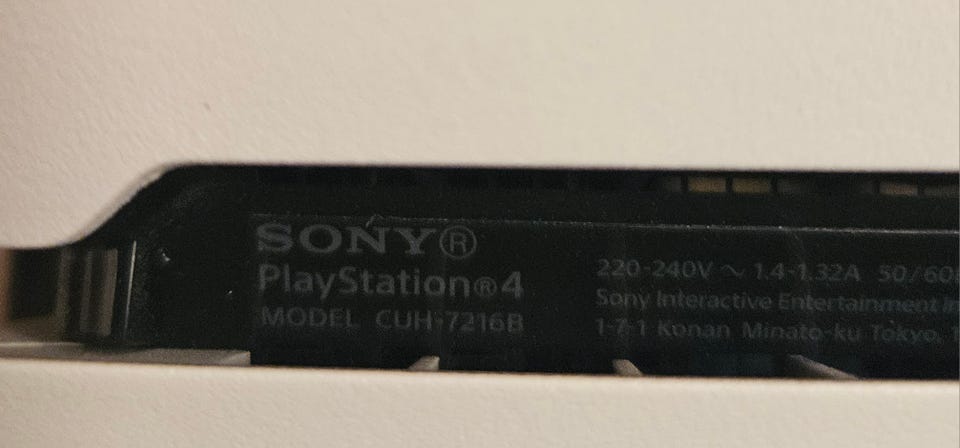 SONY®
PlayStation®4
MODEL CUH-7216B
220-240V ~ 1.4-1.32A 50/60
Sony Interactive Entertainment In
1-7-1 Konan Minato-ku Tokyo,